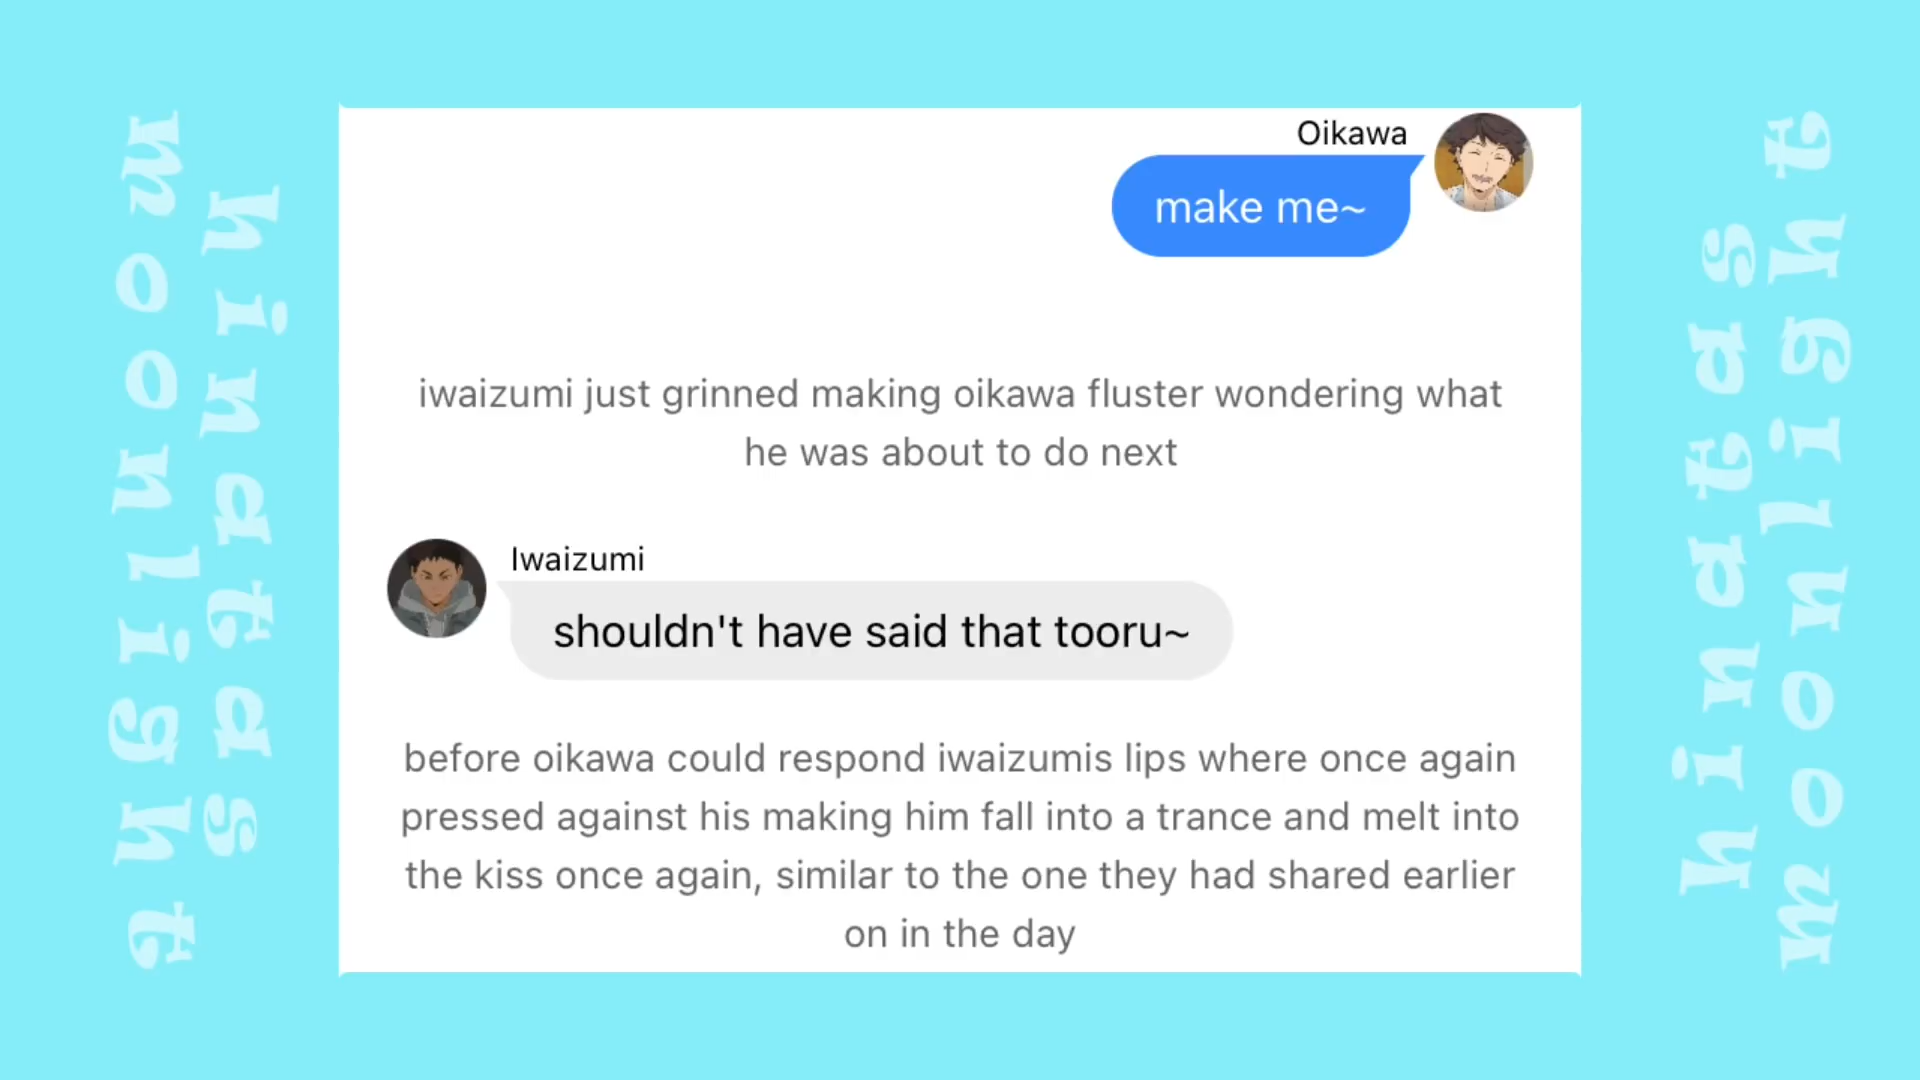 hinatas
moonlight
Oikawa
make me~
iwaizumi just grinned making oikawa fluster wondering what
he was about to do next
Iwaizumi
shouldn't have said that tooru~
before oikawa could respond iwaizumis lips where once again
pressed against his making him fall into a trance and melt into
the kiss once again, similar to the one they had shared earlier
on in the day
hinatas
moonlight